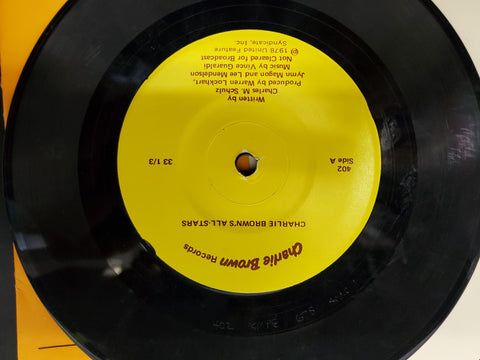 Charlie Brown Records
CHARLIE BROWN'S ALL-STARS
402
Side A
33 1/3
Written by
Charles M. Schulz
Produced by Warren Lockhart,
Jymn Magon and Lee Mendelson
Music by Vince Guaraldi
Not Cleared for Broadcast
℗ 1978 United Feature
Syndicate, Inc.